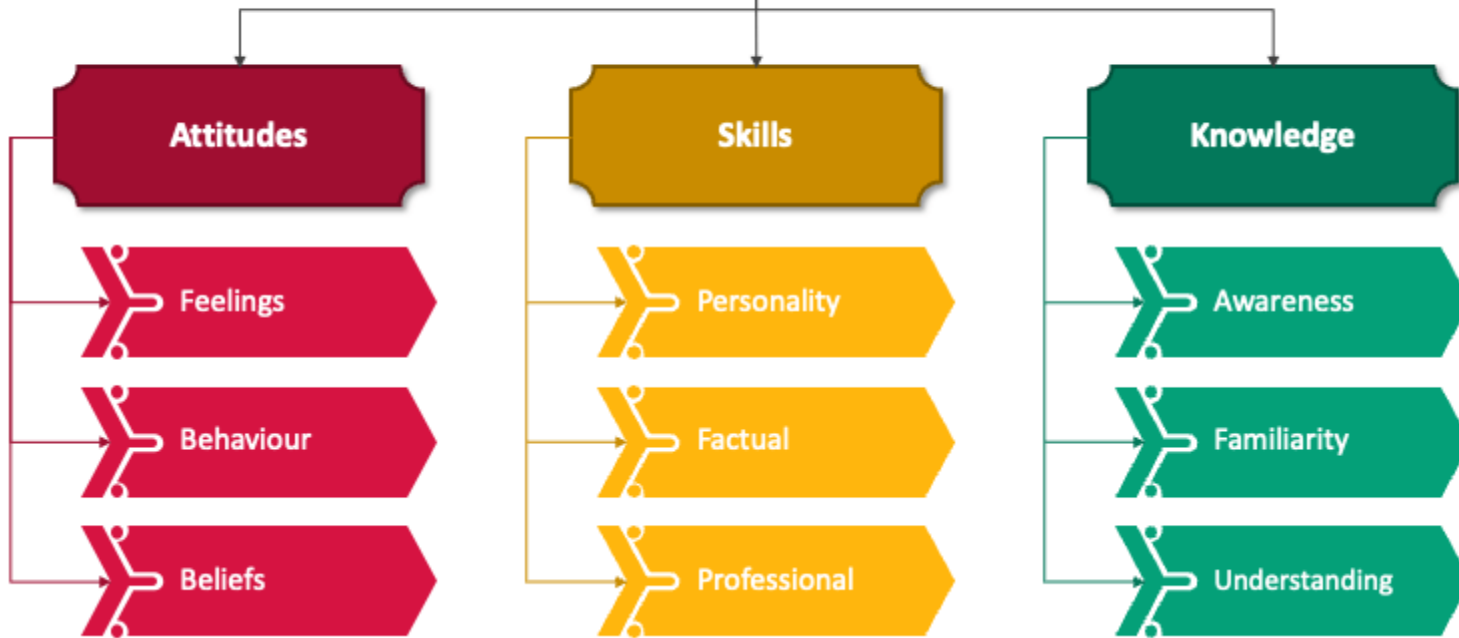 Attitudes
Feelings
Behaviour
Beliefs
Skills
Personality
Factual
Professional
Knowledge
Awareness
Familiarity
Understanding